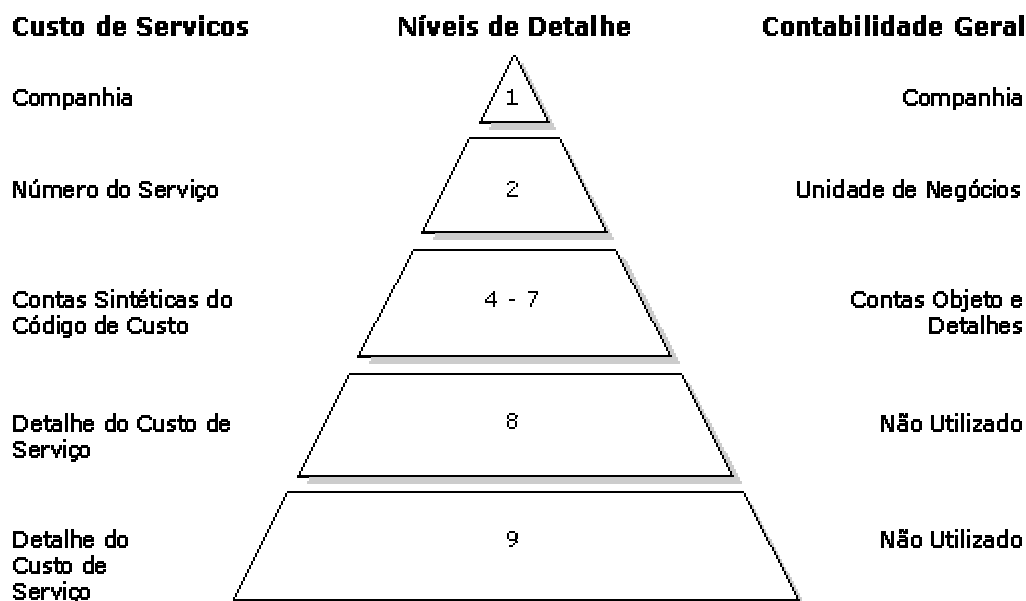 Custo de Servicos Níveis de Detalhe Contabilidade Geral
Companhia 1 Companhia
Número do Serviço 2 Unidade de Negócios
Contas Sintéticas do 4 - 7 Contas Objeto e
Código de Custo Detalhes
Detalhe do Custo de 8 Não Utilizado
Serviço
Detalhe do 9 Não Utilizado
Custo de
Serviço